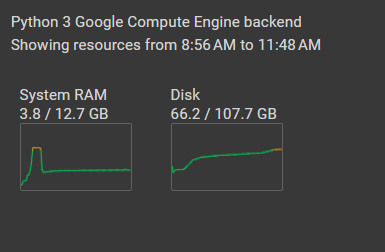 Python 3 Google Compute Engine backend
Showing resources from 8:56 AM to 11:48 AM
System RAM
3.8 / 12.7 GB
Disk
66.2 / 107.7 GB